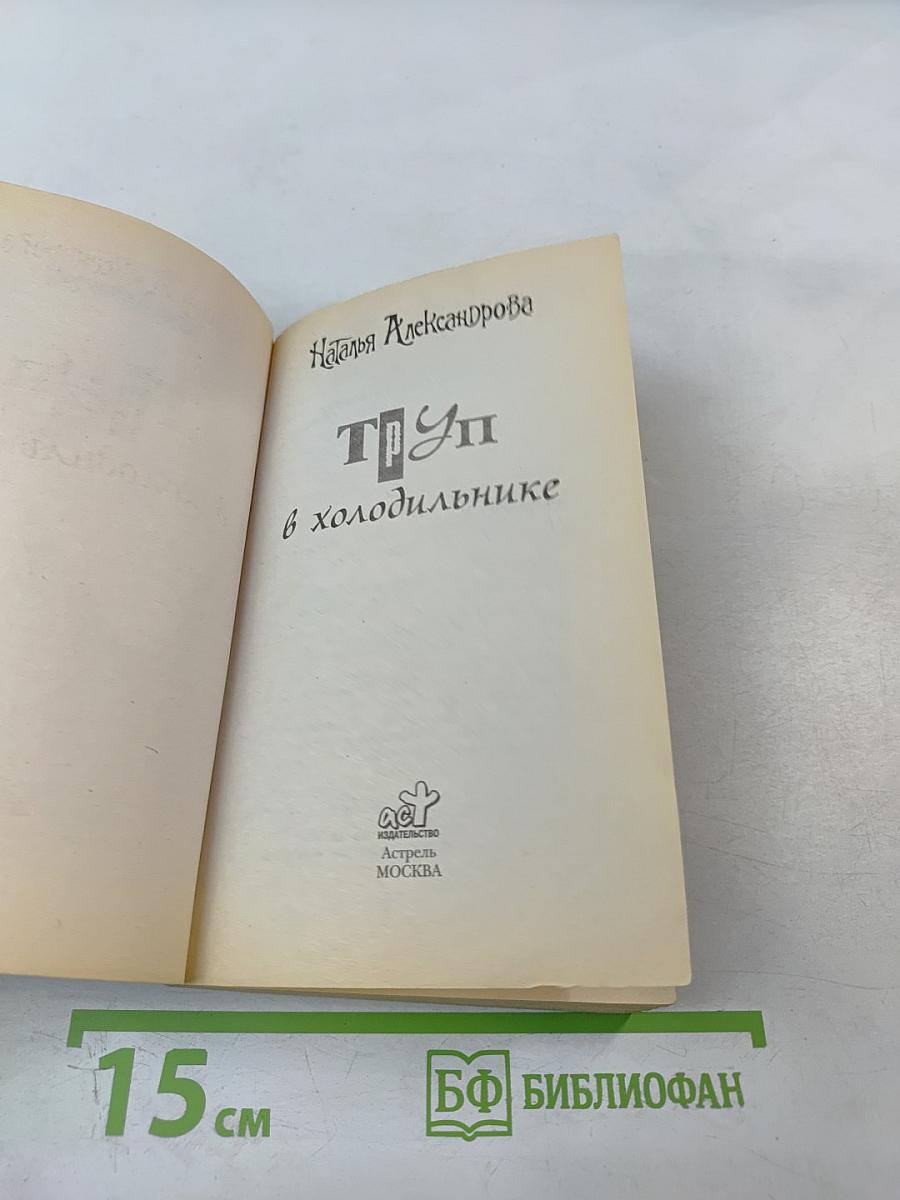 Наталья Александрова
Труп
в холодильнике
аст
ИЗДАТЕЛЬСТВО
Астрель
МОСКВА
15 см
БФ БИБЛИОФАН